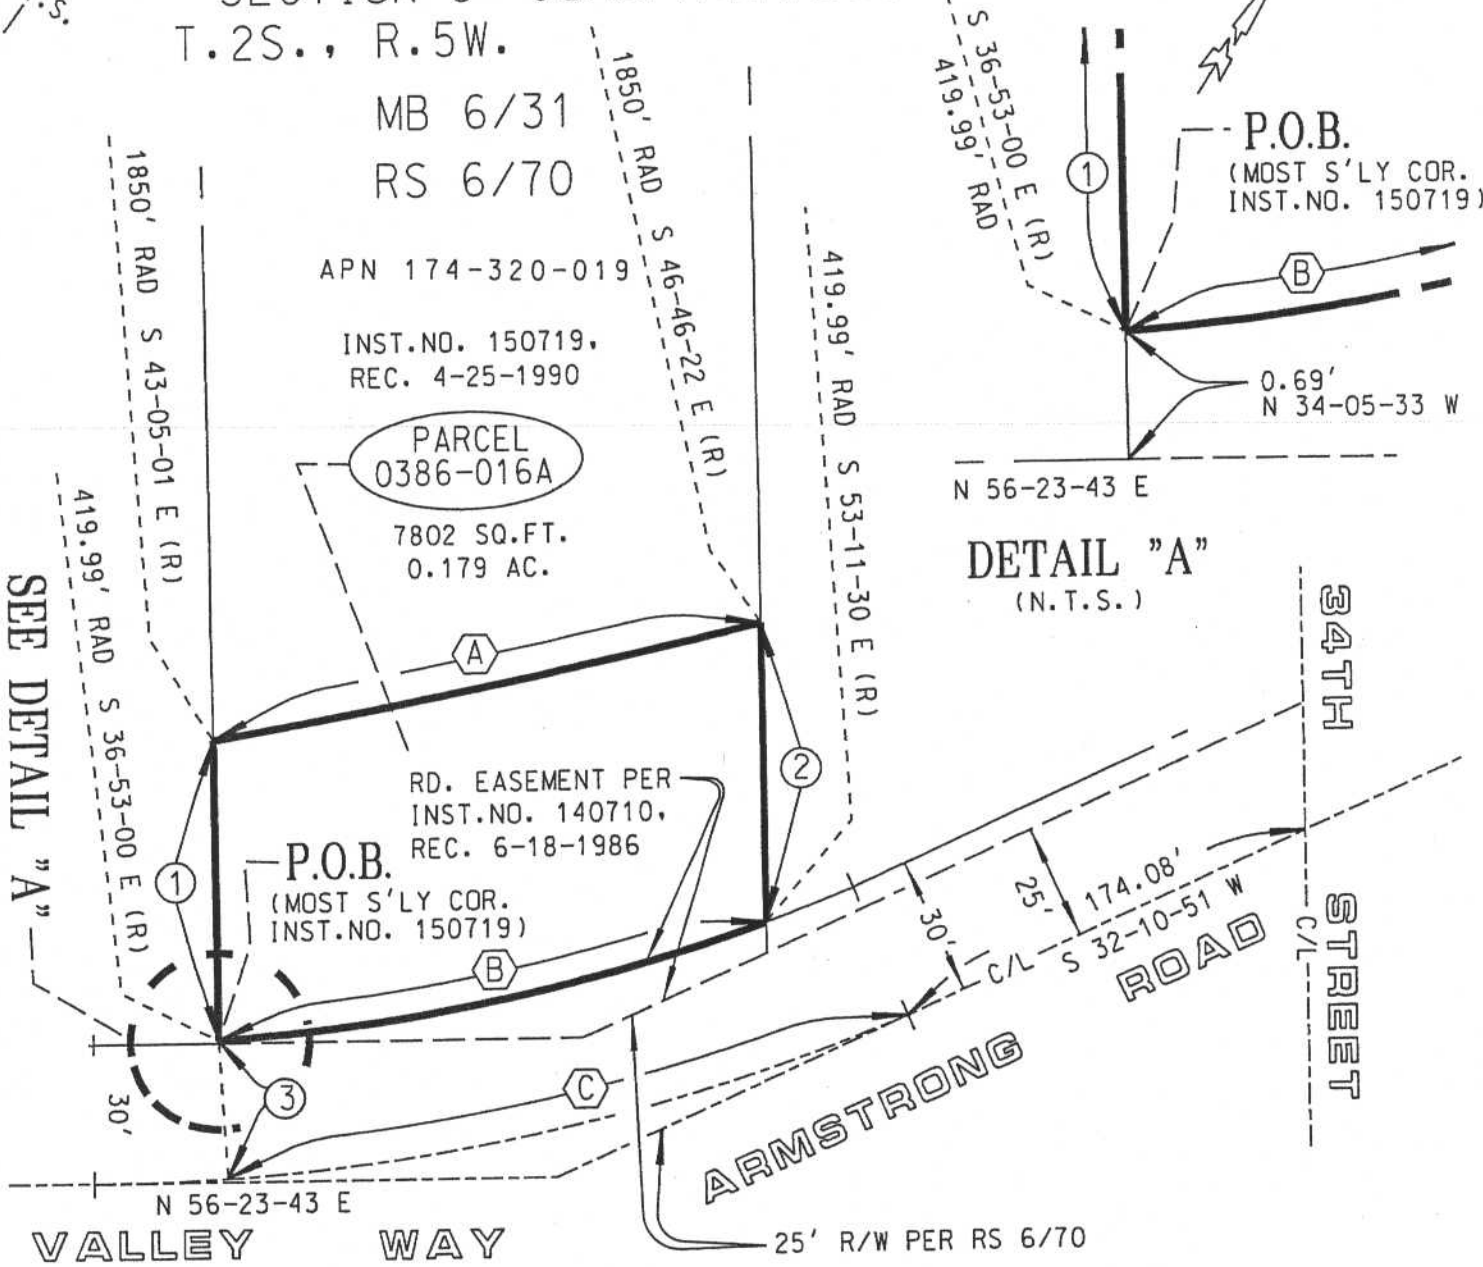 T.2S., R.5W.
MB 6/31
RS 6/70
APN 174-320-019
INST.NO. 150719,
REC. 4-25-1990
PARCEL
0386-016A
7802 SQ.FT.
0.179 AC.
1850' RAD S 43-05-01 E (R)
419.99' RAD S 36-53-00 E (R)
1850' RAD S 46-46-22 E (R)
419.99' RAD S 53-11-30 E (R)
SEE DETAIL "A"
A
1
2
RD. EASEMENT PER
INST.NO. 140710,
REC. 6-18-1986
P.O.B.
(MOST S'LY COR.
INST.NO. 150719)
B
3
C
30'
N 56-23-43 E
VALLEY WAY
25' R/W PER RS 6/70
ARMSTRONG ROAD
30'
25'
174.08'
C/L S 32-10-51 W
34TH STREET
C/L
S 36-53-00 E (R)
419.99' RAD
1
P.O.B.
(MOST S'LY COR.
INST.NO. 150719)
B
0.69'
N 34-05-33 W
N 56-23-43 E
DETAIL "A"
(N.T.S.)